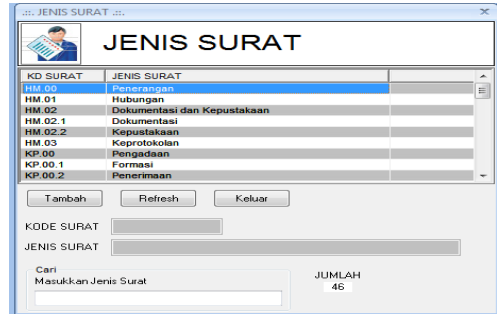 .::. JENIS SURAT .::.
JENIS SURAT
KD SURAT JENIS SURAT
HM.00 Penerangan
HM.01 Hubungan
HM.02 Dokumentasi dan Kepustakaan
HM.02.1 Dokumentasi
HM.02.2 Kepustakaan
HM.03 Keprotokolan
KP.00 Pengadaan
KP.00.1 Formasi
KP.00.2 Penerimaan
Tambah Refresh Keluar
KODE SURAT
JENIS SURAT
Cari
Masukkan Jenis Surat
JUMLAH
46